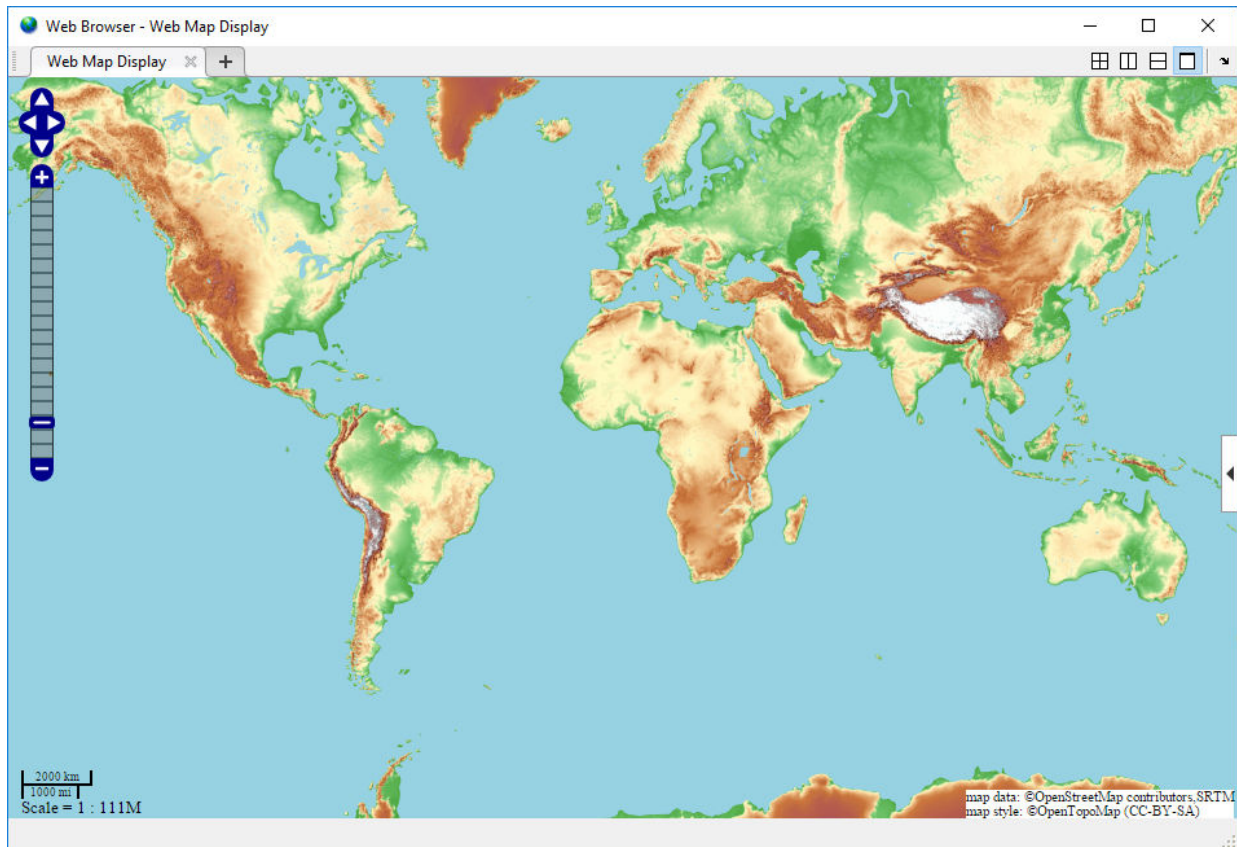 Web Browser - Web Map Display
Web Map Display
2000 km
1000 mi
Scale = 1 : 111M
map data: ©OpenStreetMap contributors,SRTM
map style: ©OpenTopoMap (CC-BY-SA)